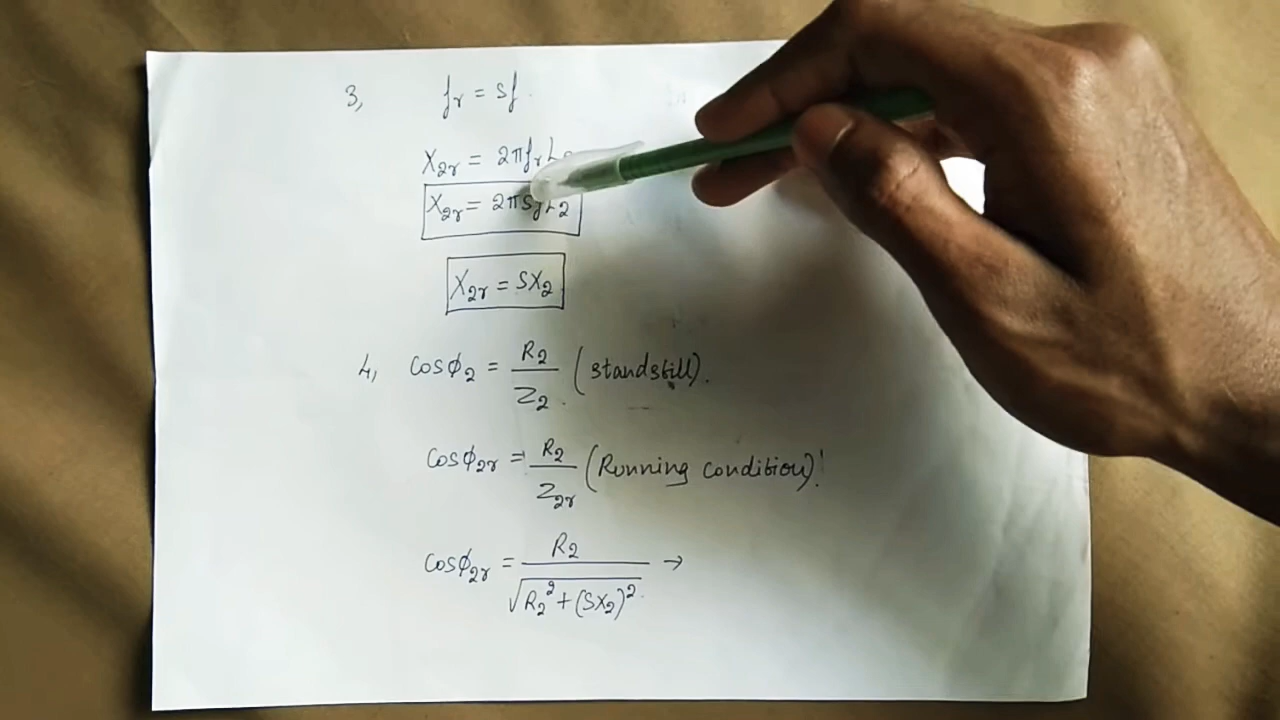 3, fr = sf
X2r = 2πfrL2
X2r = 2πsfL2
X2r = SX2
4, cosϕ2 = R2/Z2 (standstill).
cosϕ2r = R2/Z2r (Running condition)!
cosϕ2r = R2/√R2²+(SX2)² →